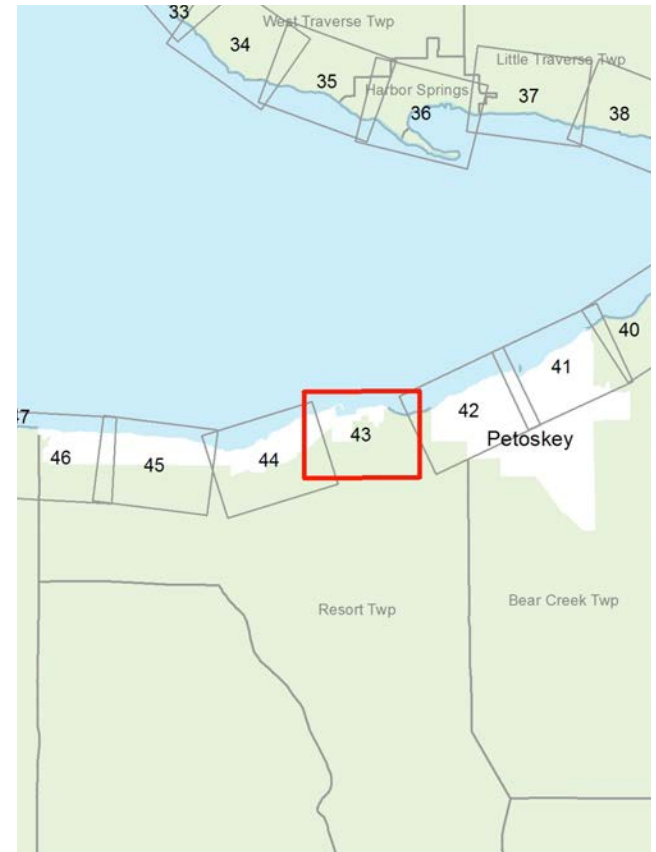 33
West Traverse Twp
34
Little Traverse Twp
35
Harbor Springs
37
36
38
40
41
42
43
Petoskey
47
44
46
45
Resort Twp
Bear Creek Twp